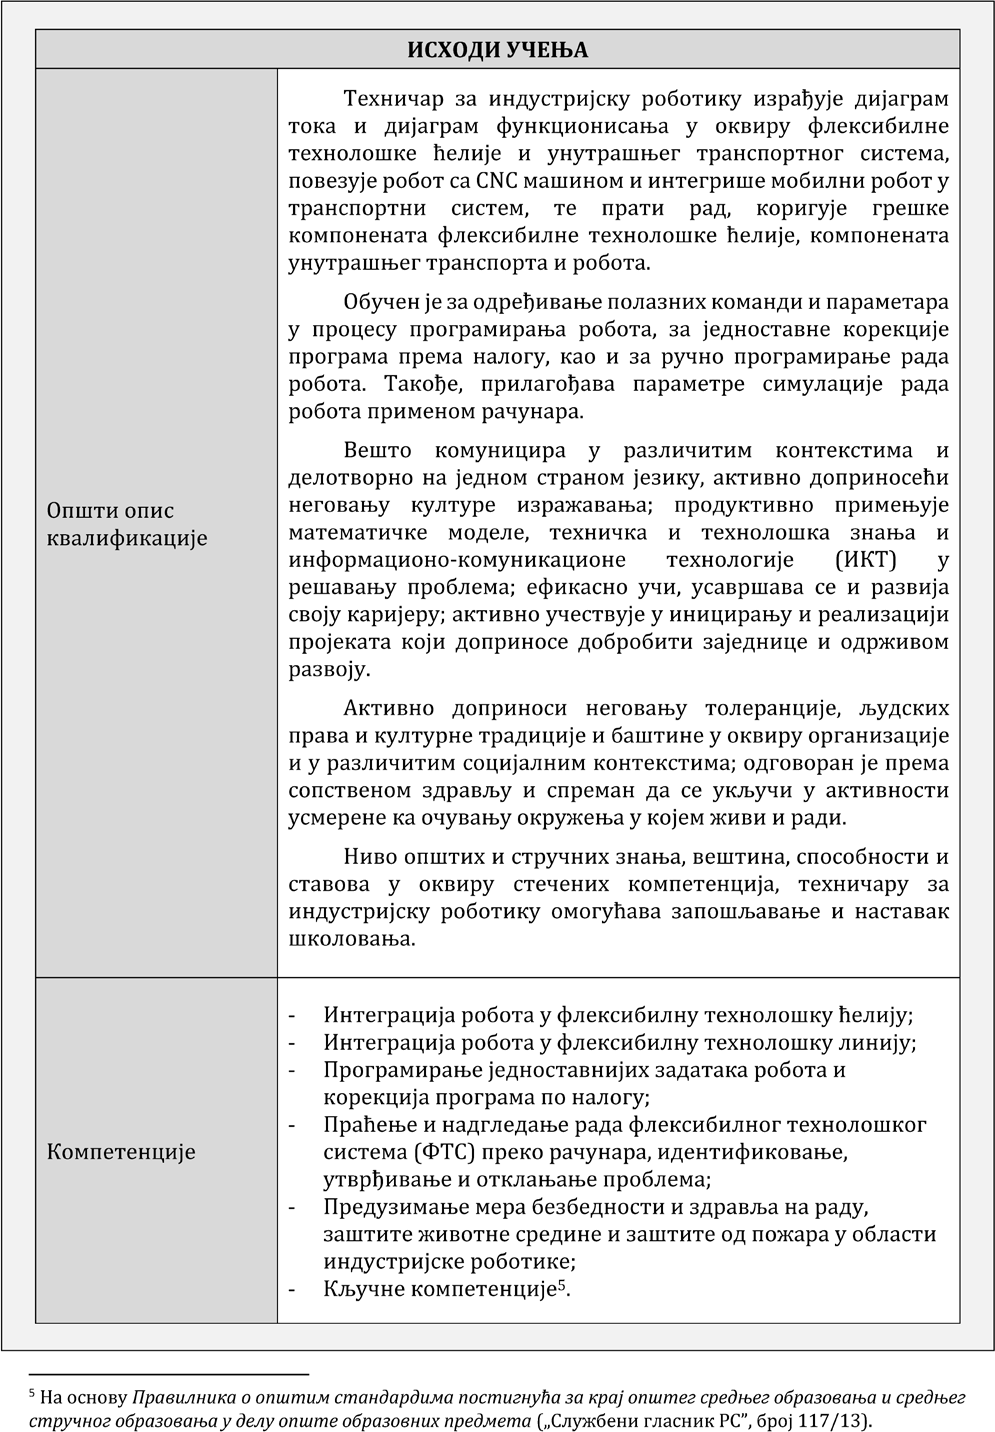 ИСХОДИ УЧЕЊА
Општи опис
квалификације
Техничар за индустријску роботику израђује дијаграм
тока и дијаграм функционисања у оквиру флексибилне
технолошке ћелије и унутрашњег транспортног система,
повезује робот са CNC машином и интегрише мобилни робот у
транспортни систем, те прати рад, коригује грешке
компонената флексибилне технолошке ћелије, компонената
унутрашњег транспорта и робота.
Обучен је за одређивање полазних команди и параметара
у процесу програмирања робота, за једноставне корекције
програма према налогу, као и за ручно програмирање рада
робота. Такође, прилагођава параметре симулације рада
робота применом рачунара.
Вешто комуницира у различитим контекстима и
делотворно на једном страном језику, активно доприносећи
неговању културе изражавања; продуктивно примењује
математичке моделе, техничка и технолошка знања и
информационо-комуникационе технологије (ИКТ) у
решавању проблема; ефикасно учи, усавршава се и развија
своју каријеру; активно учествује у иницирању и реализацији
пројеката који доприносе добробити заједнице и одрживом
развоју.
Активно доприноси неговању толеранције, људских
права и културне традиције и баштине у оквиру организације
и у различитим социјалним контекстима; одговоран је према
сопственом здрављу и спреман да се укључи у активности
усмерене ка очувању окружења у којем живи и ради.
Ниво општих и стручних знања, вештина, способности и
ставова у оквиру стечених компетенција, техничару за
индустријску роботику омогућава запошљавање и наставак
школовања.
Компетенције
- Интеграција робота у флексибилну технолошку ћелију;
- Интеграција робота у флексибилну технолошку линију;
- Програмирање једноставнијих задатака робота и
корекција програма по налогу;
- Праћење и надгледање рада флексибилног технолошког
система (ФТС) преко рачунара, идентификовање,
утврђивање и отклањање проблема;
- Предузимање мера безбедности и здравља на раду,
заштите животне средине и заштите од пожара у области
индустријске роботике;
- Кључне компетенције⁵.
⁵ На основу Правилника о општим стандардима постигнућа за крај општег средњег образовања и средњег
стручног образовања у делу опште образовних предмета („Службени гласник РС”, број 117/13).